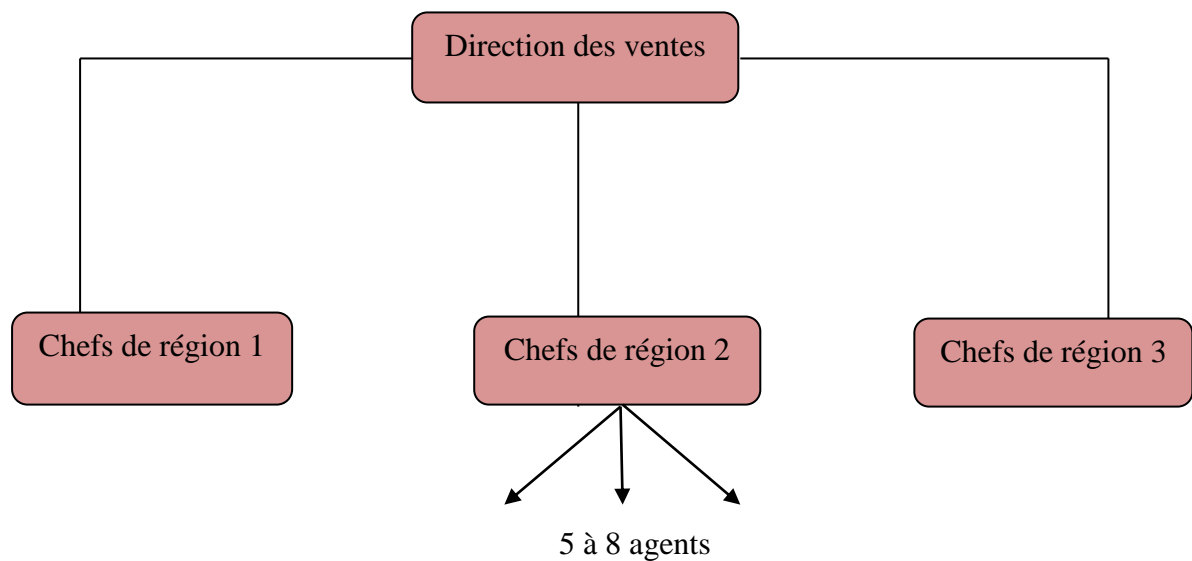 Direction des ventes
Chefs de région 1
Chefs de région 2
Chefs de région 3
5 à 8 agents